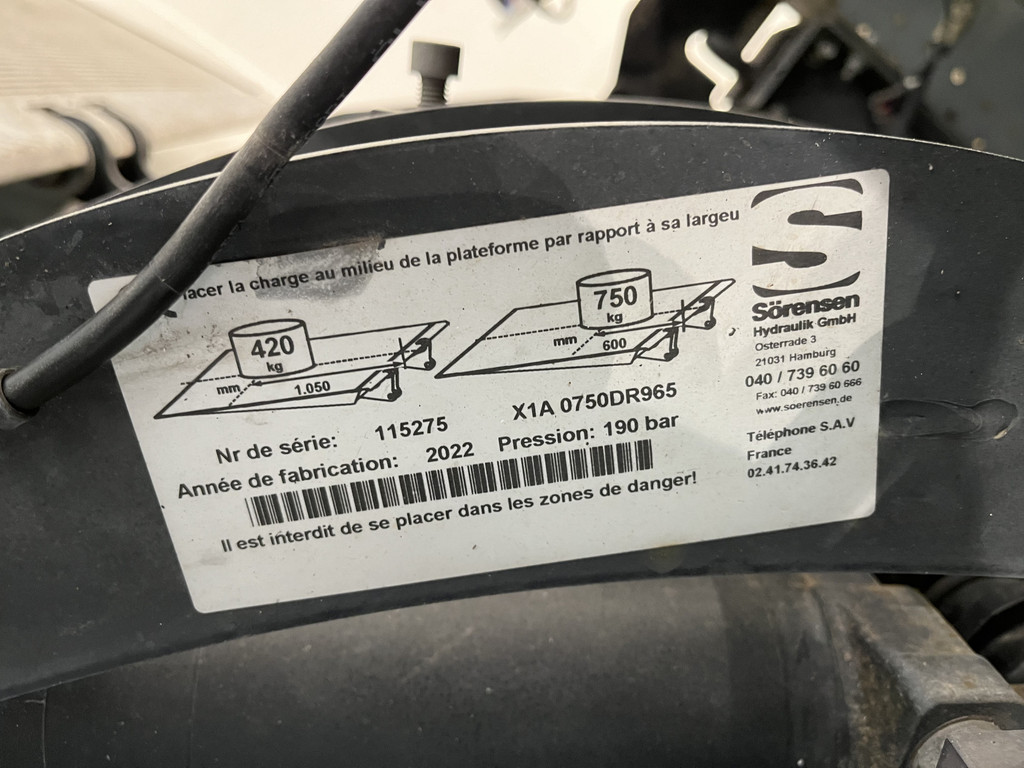 lacer la charge au milieu de la plateforme par rapport à sa largeu
420
kg
mm
1.050
750
kg
mm
600
S
Sörensen
Hydraulik GmbH
Osterrade 3
21031 Hamburg
040 / 739 60 60
Fax: 040 / 739 60 666
www.soerensen.de
Téléphone S.A.V
France
02.41.74.36.42
Nr de série: 115275 X1A 0750DR965
Année de fabrication: 2022 Pression: 190 bar
Il est interdit de se placer dans les zones de danger!